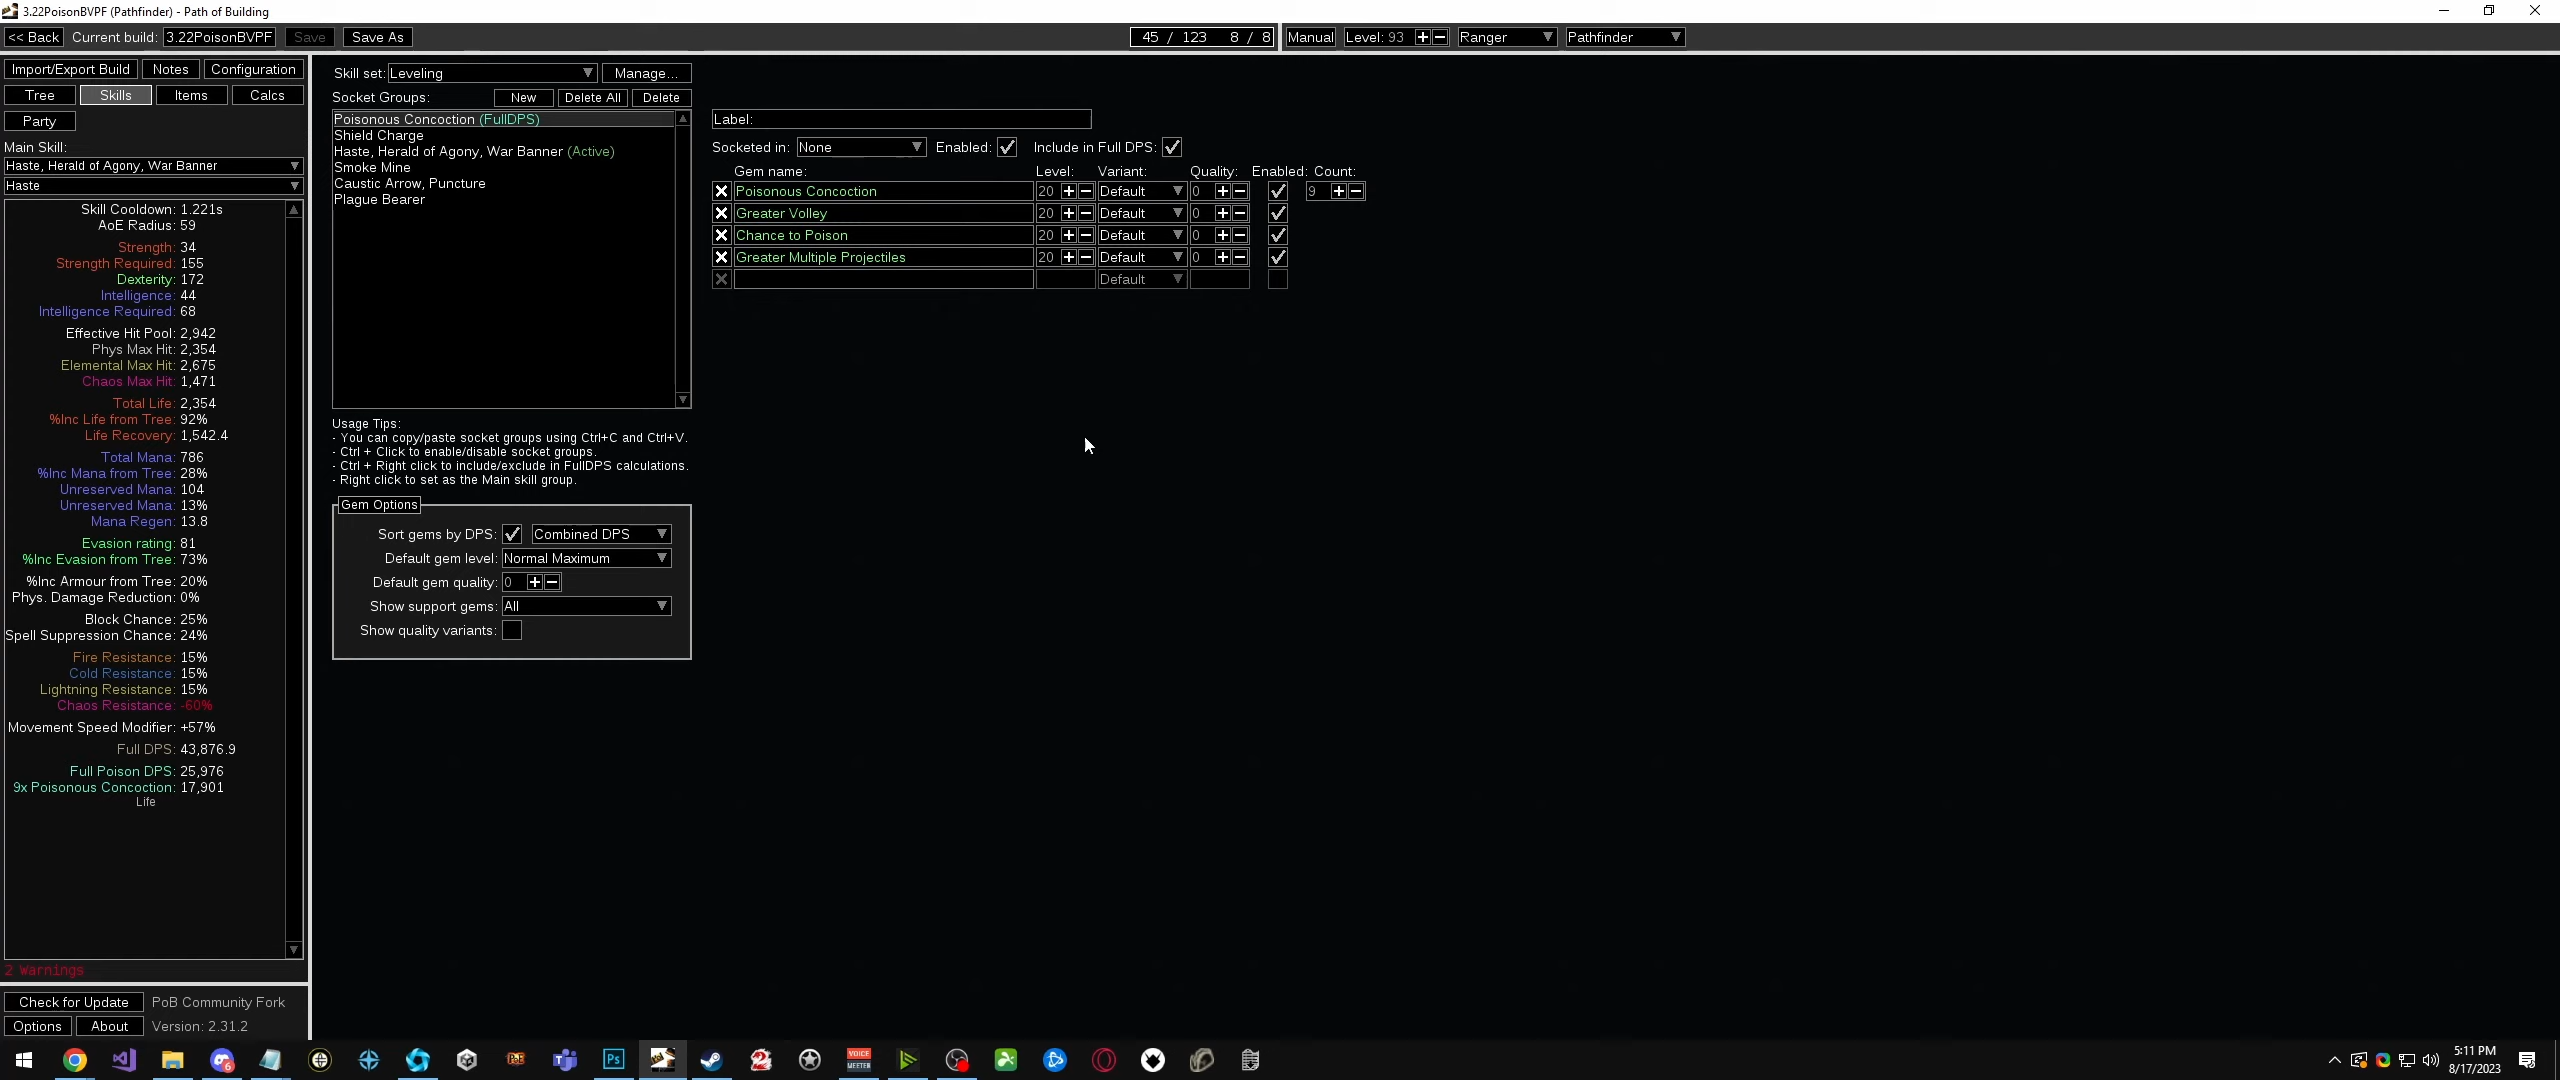 3.22PoisonBVPF (Pathfinder) - Path of Building
<< Back Current build: 3.22PoisonBVPF Save Save As 45 / 123 8 / 8 Manual Level: 93 Ranger Pathfinder
Import/Export Build Notes Configuration
Tree Skills Items Calcs
Party
Main Skill:
Haste, Herald of Agony, War Banner
Haste
Skill Cooldown: 1.221s
AoE Radius: 59
Strength: 34
Strength Required: 155
Dexterity: 172
Intelligence: 44
Intelligence Required: 68
Effective Hit Pool: 2,942
Phys Max Hit: 2,354
Elemental Max Hit: 2,675
Chaos Max Hit: 1,471
Total Life: 2,354
%Inc Life from Tree: 92%
Life Recovery: 1,542.4
Total Mana: 786
%Inc Mana from Tree: 28%
Unreserved Mana: 104
Unreserved Mana: 13%
Mana Regen: 13.8
Evasion rating: 81
%Inc Evasion from Tree: 73%
%Inc Armour from Tree: 20%
Phys. Damage Reduction: 0%
Block Chance: 25%
Spell Suppression Chance: 24%
Fire Resistance: 15%
Cold Resistance: 15%
Lightning Resistance: 15%
Chaos Resistance: -60%
Movement Speed Modifier: +57%
Full DPS: 43,876.9
Full Poison DPS: 25,976
9x Poisonous Concoction: 17,901
Life
2 Warnings
Check for Update PoB Community Fork
Options About Version: 2.31.2
Skill set: Leveling Manage...
Socket Groups: New Delete All Delete
Poisonous Concoction (FullDPS)
Shield Charge
Haste, Herald of Agony, War Banner (Active)
Smoke Mine
Caustic Arrow, Puncture
Plague Bearer
Usage Tips:
- You can copy/paste socket groups using Ctrl+C and Ctrl+V.
- Ctrl + Click to enable/disable socket groups.
- Ctrl + Right click to include/exclude in FullDPS calculations.
- Right click to set as the Main skill group.
Gem Options
Sort gems by DPS: Combined DPS
Default gem level: Normal Maximum
Default gem quality: 0
Show support gems: All
Show quality variants:
Label:
Socketed in: None Enabled: Include in Full DPS:
Gem name: Level: Variant: Quality: Enabled: Count:
Poisonous Concoction 20 Default 0 9
Greater Volley 20 Default 0
Chance to Poison 20 Default 0
Greater Multiple Projectiles 20 Default 0
Default
6 Ps VOICE MEETER
5:11 PM
8/17/2023